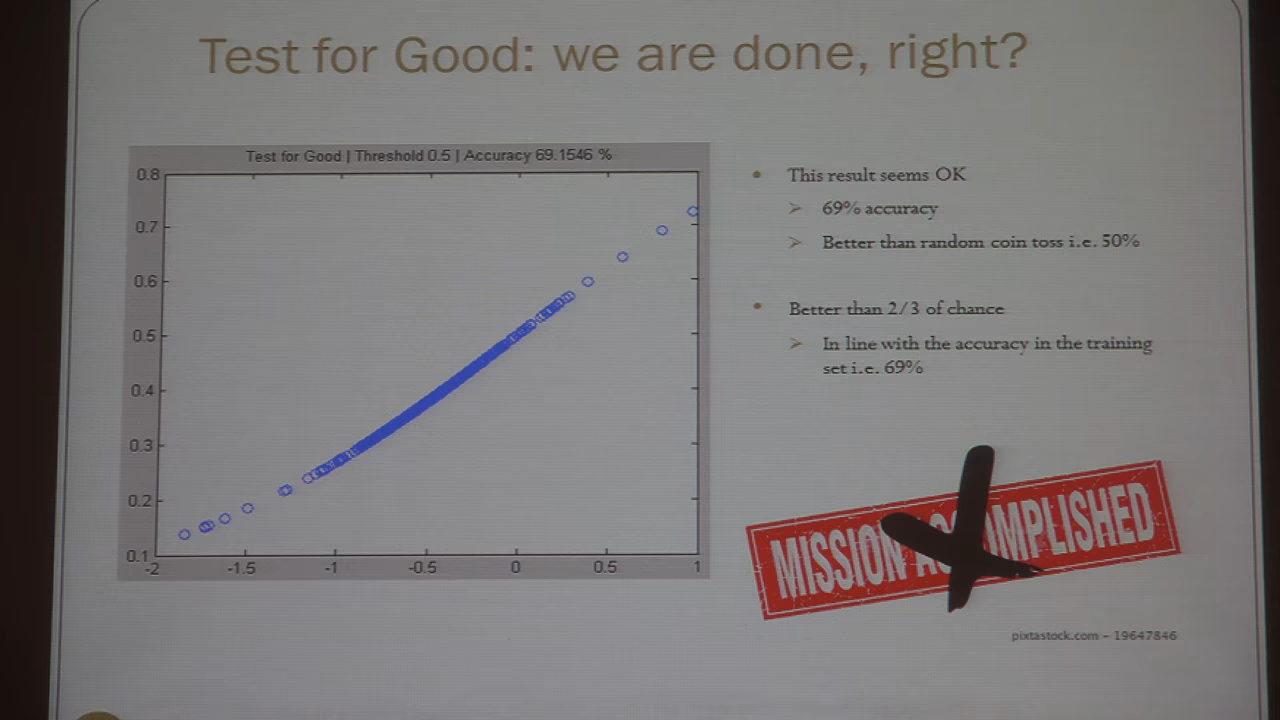 Test for Good: we are done, right?
Test for Good | Threshold 0.5 | Accuracy 69.1546 %
0.8
0.7
0.6
0.5
0.4
0.3
0.2
0.1
-2
-1.5
-1
-0.5
0
0.5
1
This result seems OK
69% accuracy
Better than random coin toss i.e. 50%
Better than 2/3 of chance
In line with the accuracy in the training
set i.e. 69%
MISSION ACCOMPLISHED
pixtastock.com - 19647846